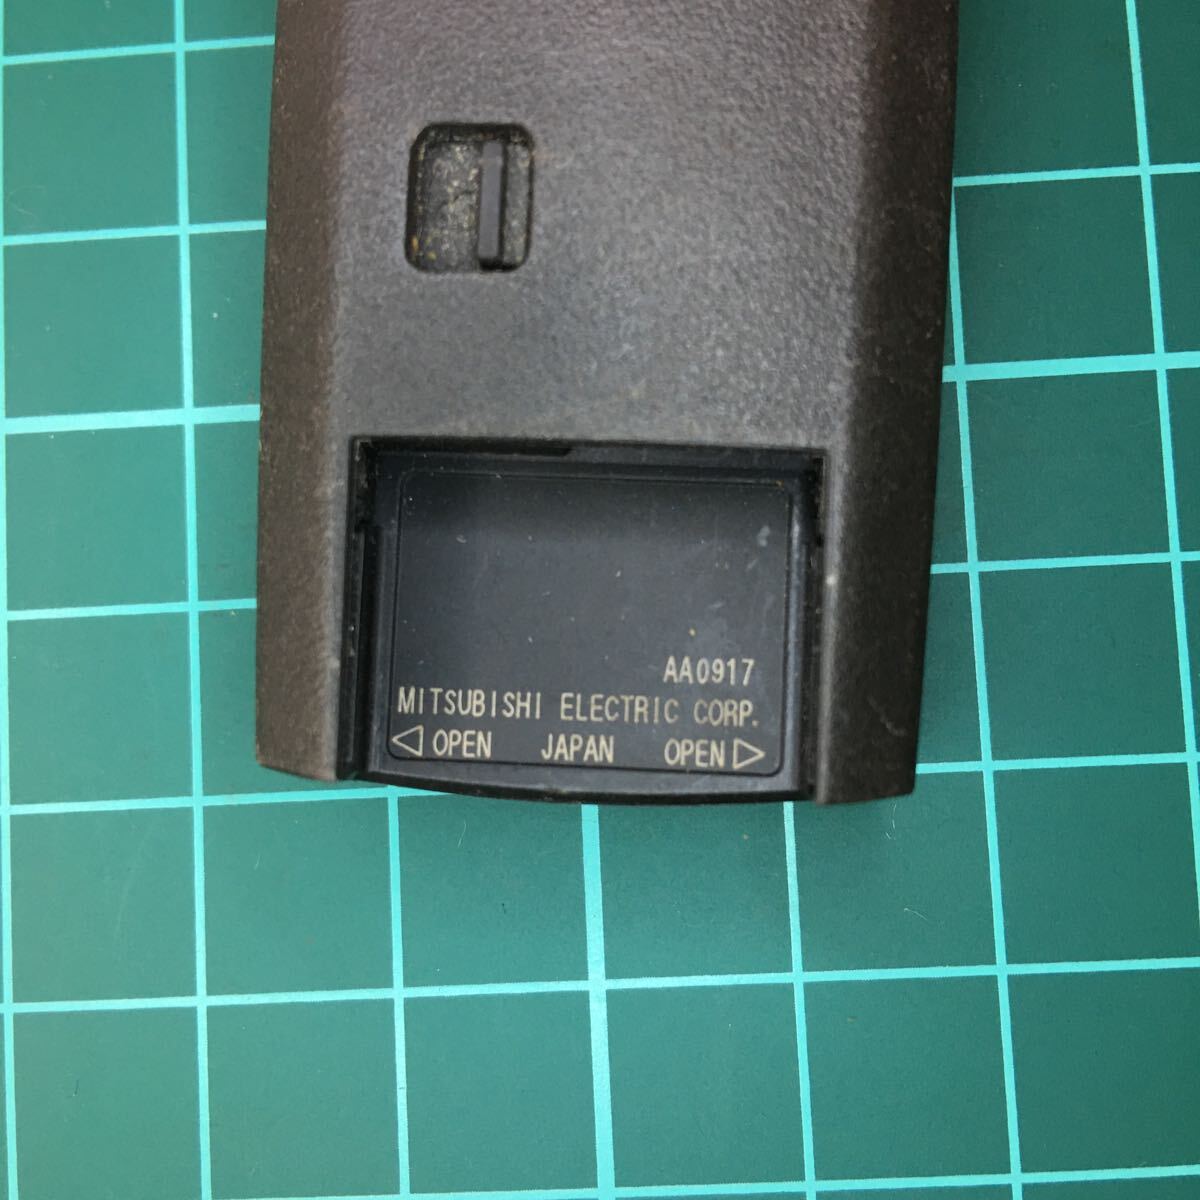 AA0917
MITSUBISHI ELECTRIC CORP.
◁ OPEN JAPAN OPEN ▷